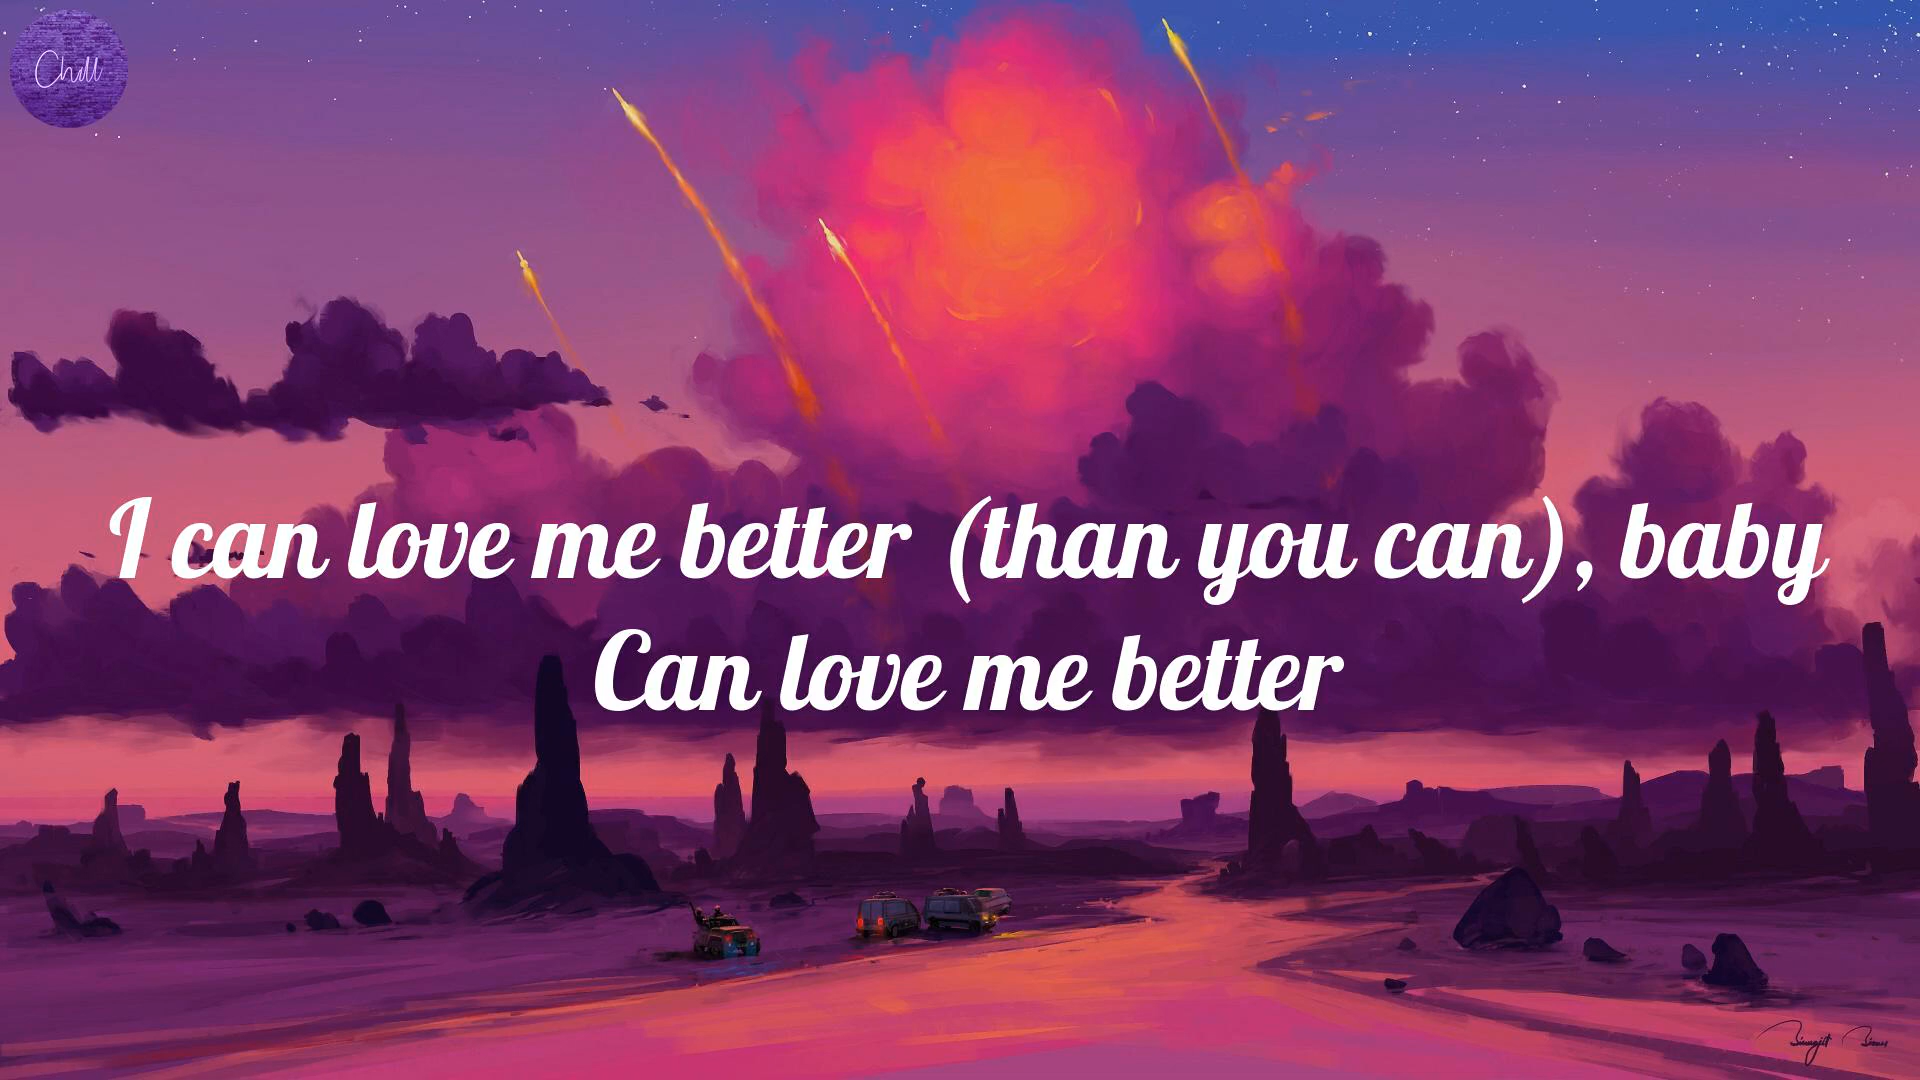 Chill
I can love me better (than you can), baby
Can love me better